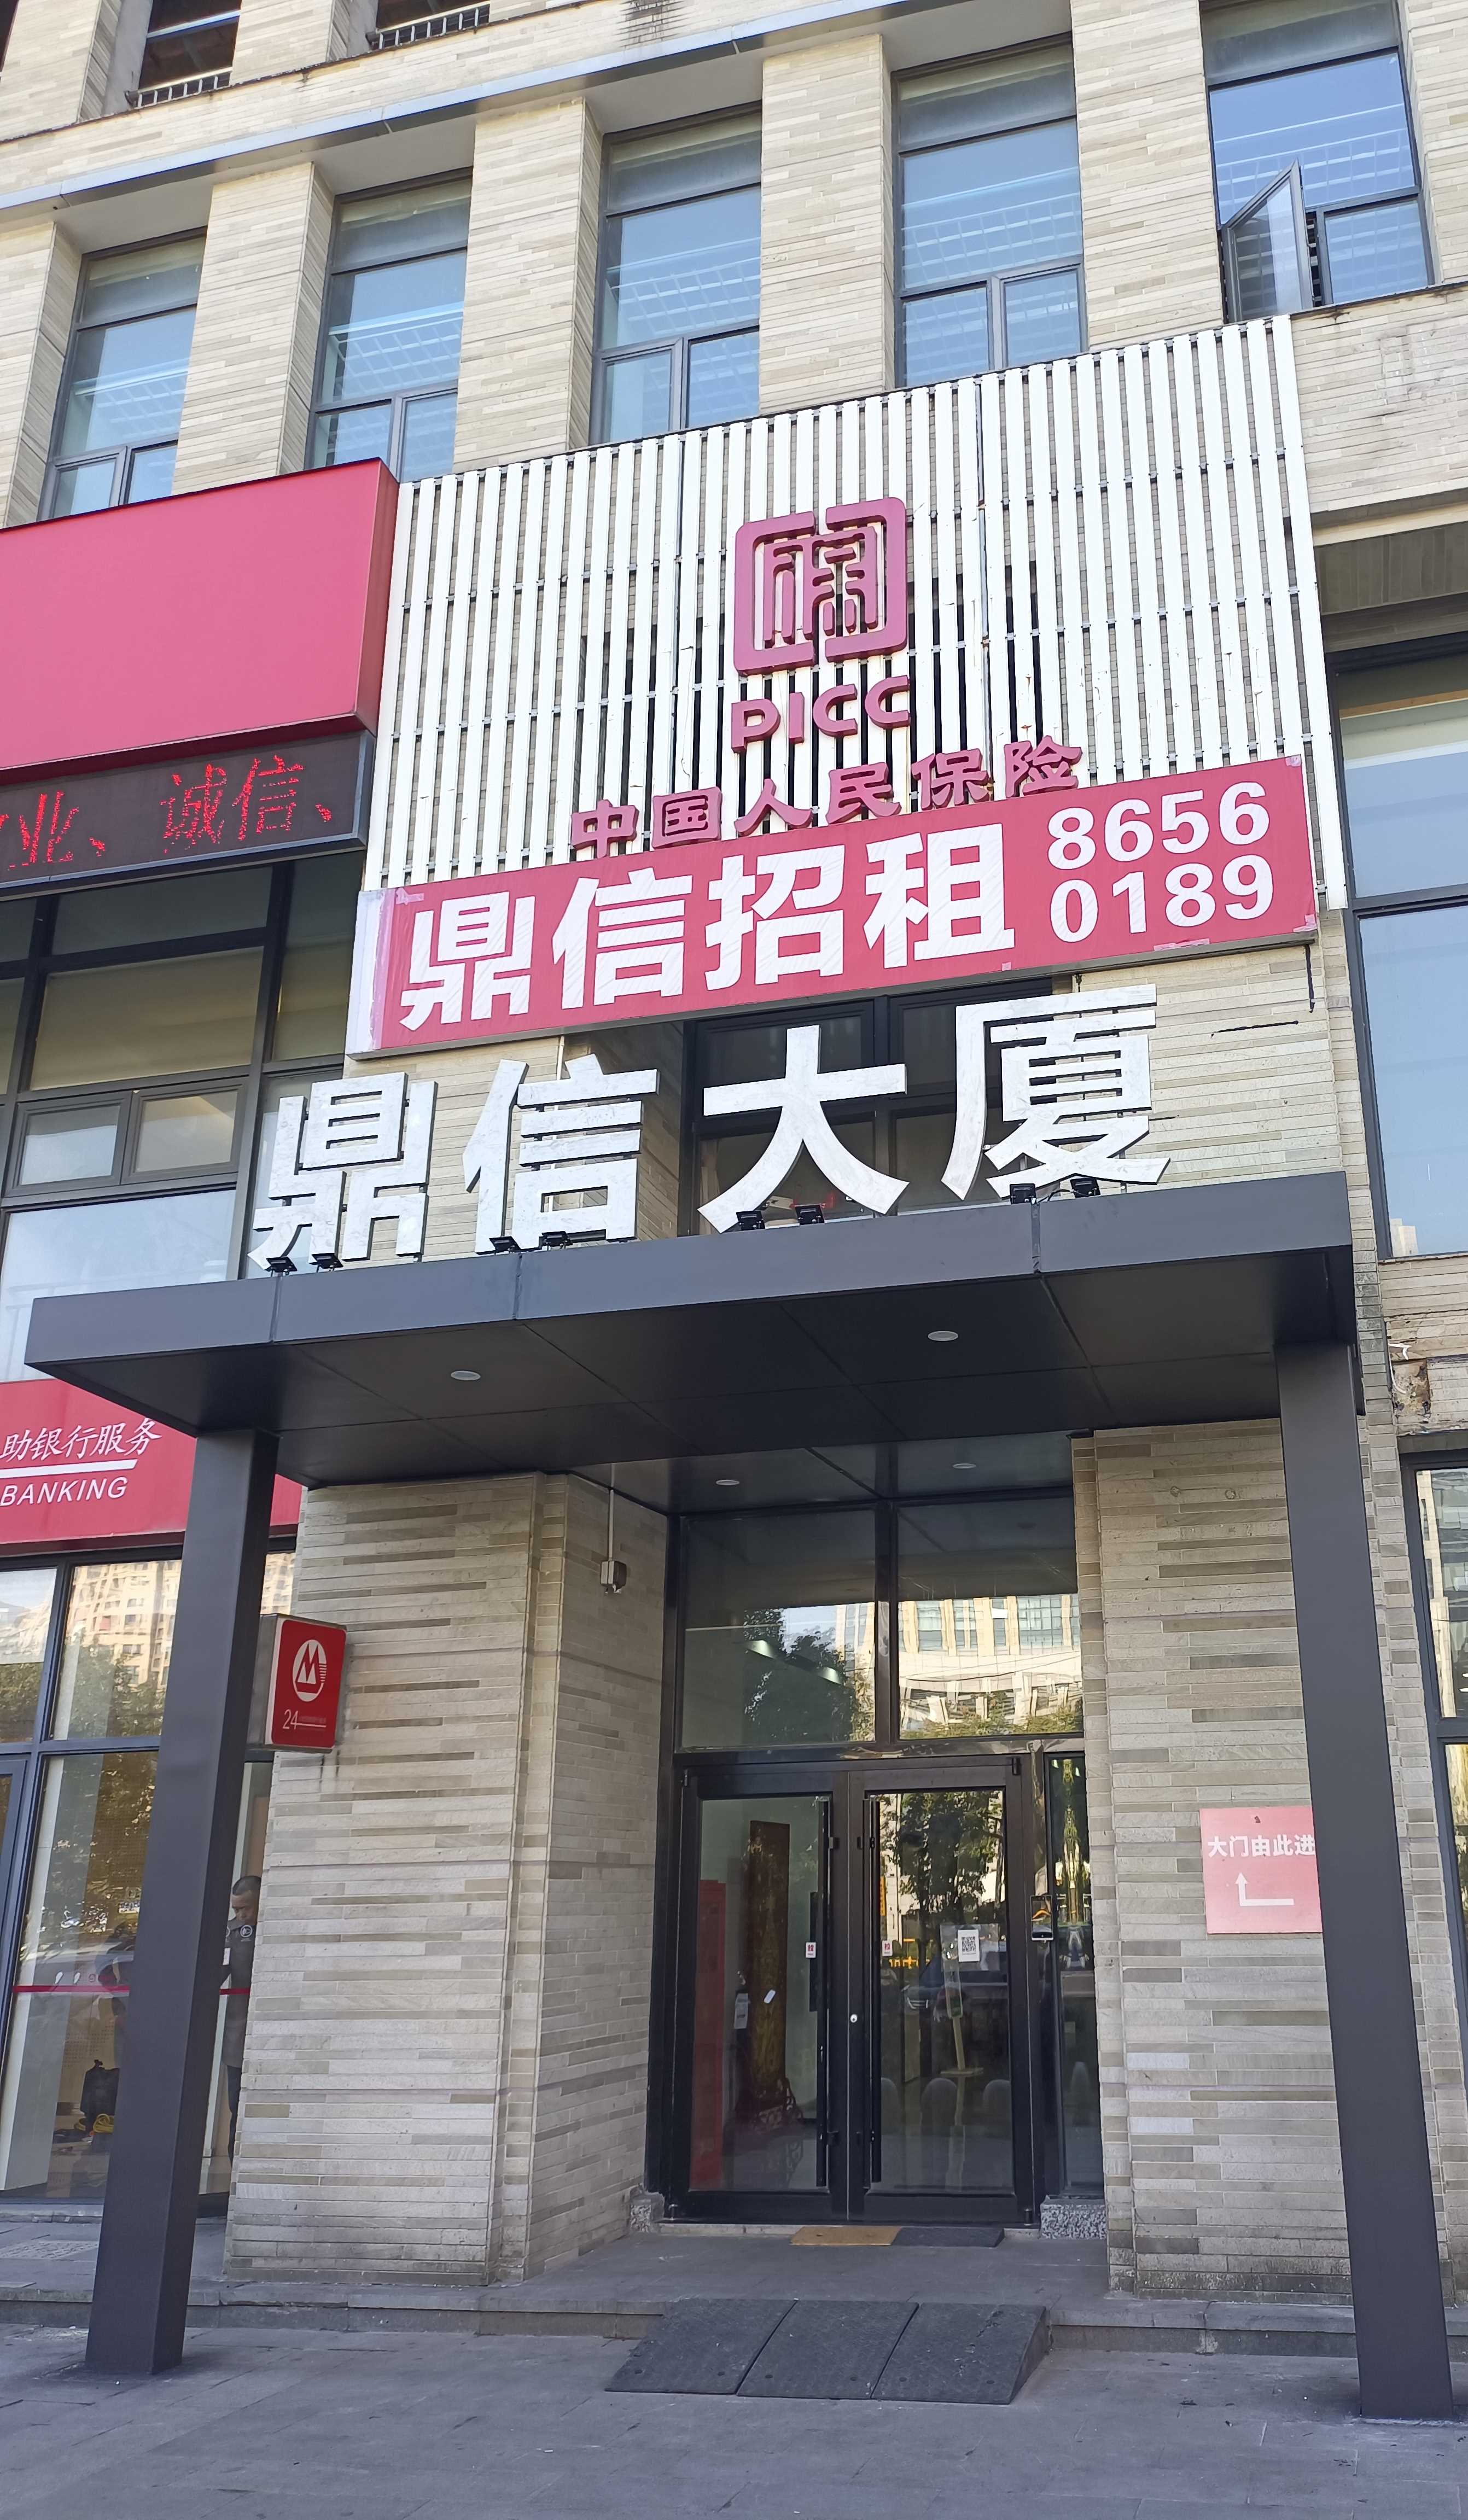 PICC
中国人民保险
业、诚信、
鼎信招租
8656
0189
鼎信大厦
助银行服务
BANKING
24
大门由此进